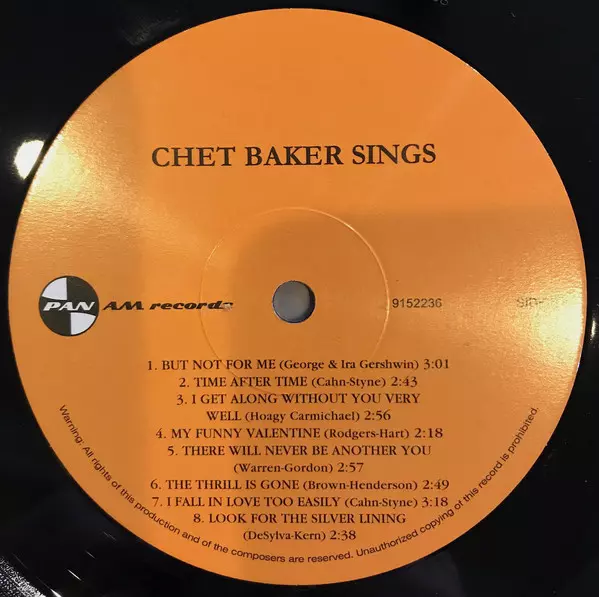 CHET BAKER SINGS
PAN AM records
9152236
SIDE
1. BUT NOT FOR ME (George & Ira Gershwin) 3:01
2. TIME AFTER TIME (Cahn-Styne) 2:43
3. I GET ALONG WITHOUT YOU VERY
WELL (Hoagy Carmichael) 2:56
4. MY FUNNY VALENTINE (Rodgers-Hart) 2:18
5. THERE WILL NEVER BE ANOTHER YOU
(Warren-Gordon) 2:57
6. THE THRILL IS GONE (Brown-Henderson) 2:49
7. I FALL IN LOVE TOO EASILY (Cahn-Styne) 3:18
8. LOOK FOR THE SILVER LINING
(DeSylva-Kern) 2:38
Warning: All rights of this production and of the composers are reserved. Unauthorized copying of this record is prohibited.